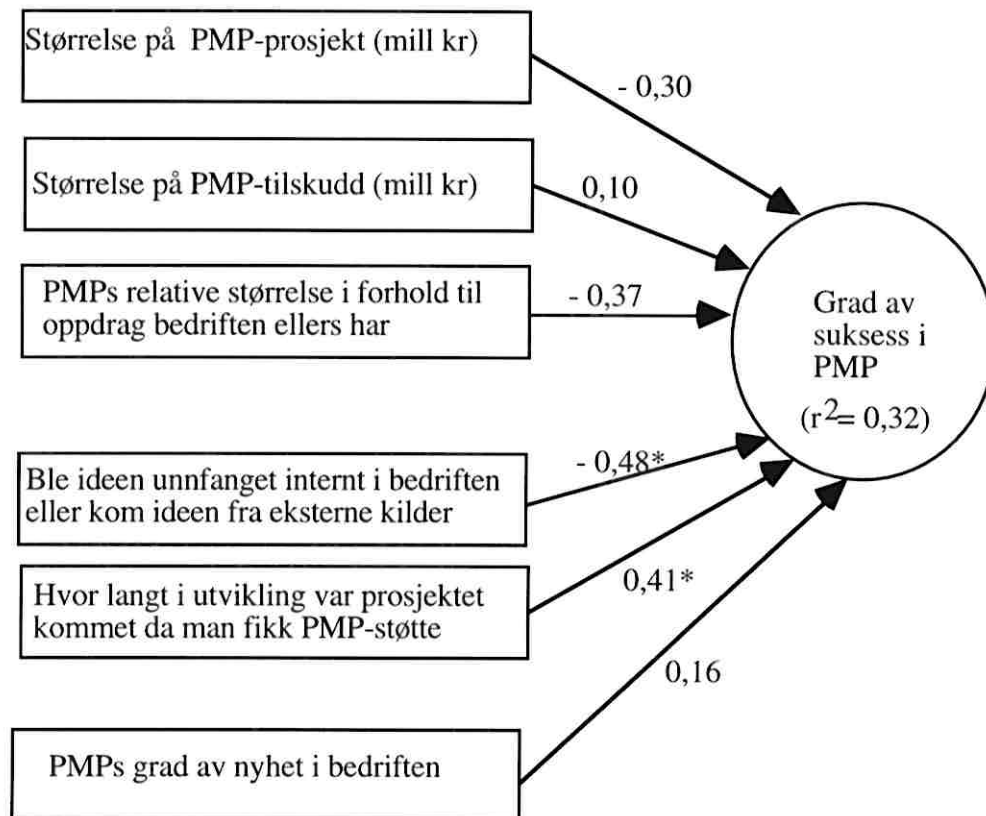 Størrelse på PMP-prosjekt (mill kr)
- 0,30
Størrelse på PMP-tilskudd (mill kr)
0,10
PMPs relative størrelse i forhold til
oppdrag bedriften ellers har
- 0,37
Grad av
suksess i
PMP
(r²= 0,32)
Ble ideen unnfanget internt i bedriften
eller kom ideen fra eksterne kilder
- 0,48*
Hvor langt i utvikling var prosjektet
kommet da man fikk PMP-støtte
0,41*
PMPs grad av nyhet i bedriften
0,16